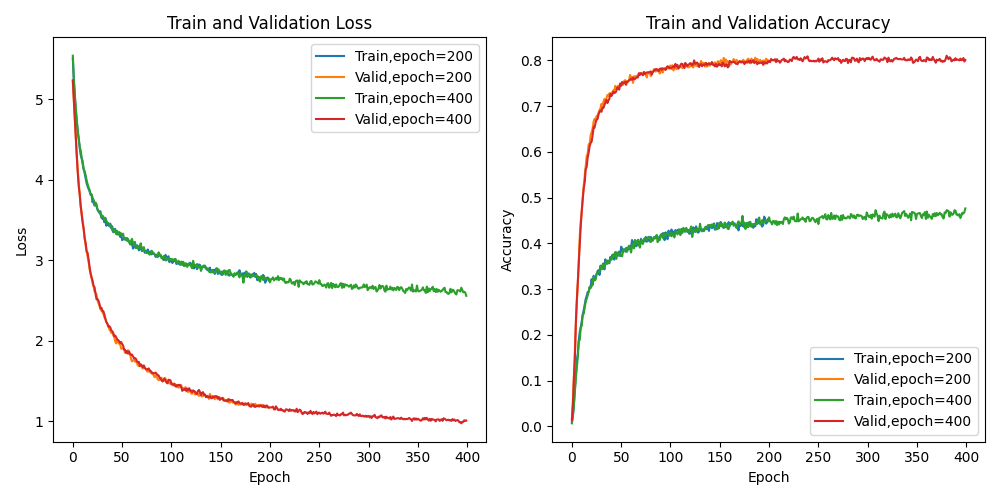 Train and Validation Loss
Loss
5
4
3
2
1
Train,epoch=200
Valid,epoch=200
Train,epoch=400
Valid,epoch=400
0 50 100 150 200 250 300 350 400
Epoch
Train and Validation Accuracy
Accuracy
0.8
0.7
0.6
0.5
0.4
0.3
0.2
0.1
0.0
Train,epoch=200
Valid,epoch=200
Train,epoch=400
Valid,epoch=400
0 50 100 150 200 250 300 350 400
Epoch